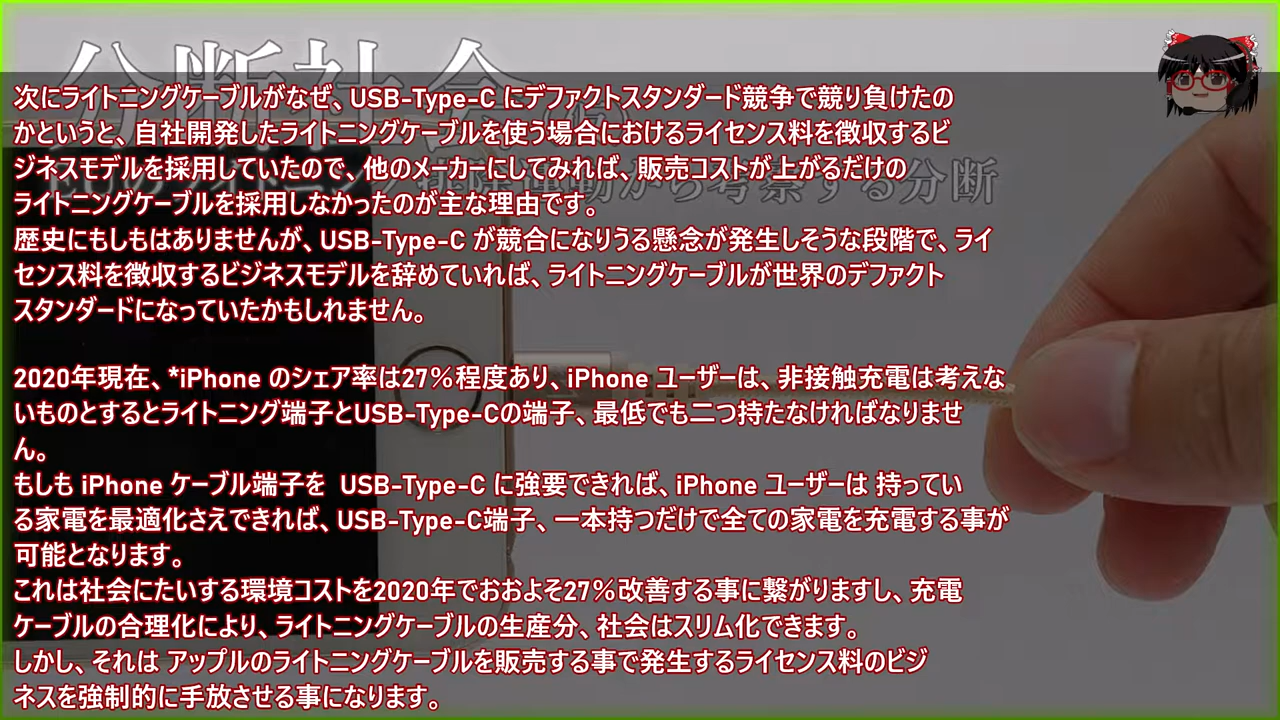 分断社会
次にライトニングケーブルがなぜ、USB-Type-C にデファクトスタンダード競争で競り負けたの
かというと、自社開発したライトニングケーブルを使う場合におけるライセンス料を徴収するビ
ジネスモデルを採用していたので、他のメーカーにしてみれば、販売コストが上がるだけの
排除運動から考察する分断
ライトニングケーブルを採用しなかったのが主な理由です。
歴史にもしもはありませんが、USB-Type-C が競合になりうる懸念が発生しそうな段階で、ライ
センス料を徴収するビジネスモデルを辞めていれば、ライトニングケーブルが世界のデファクト
スタンダードになっていたかもしれません。
2020年現在、*iPhone のシェア率は27%程度あり、iPhone ユーザーは、非接触充電は考えな
いものとするとライトニング端子とUSB-Type-Cの端子、最低でも二つ持たなければなりませ
ん。
もしも iPhone ケーブル端子を USB-Type-C に強要できれば、iPhone ユーザーは 持ってい
る家電を最適化さえできれば、USB-Type-C端子、一本持つだけで全ての家電を充電する事が
可能となります。
これは社会にたいする環境コストを2020年でおおよそ27%改善する事に繋がりますし、充電
ケーブルの合理化により、ライトニングケーブルの生産分、社会はスリム化できます。
しかし、それは アップルのライトニングケーブルを販売する事で発生するライセンス料のビジ
ネスを強制的に手放させる事になります。